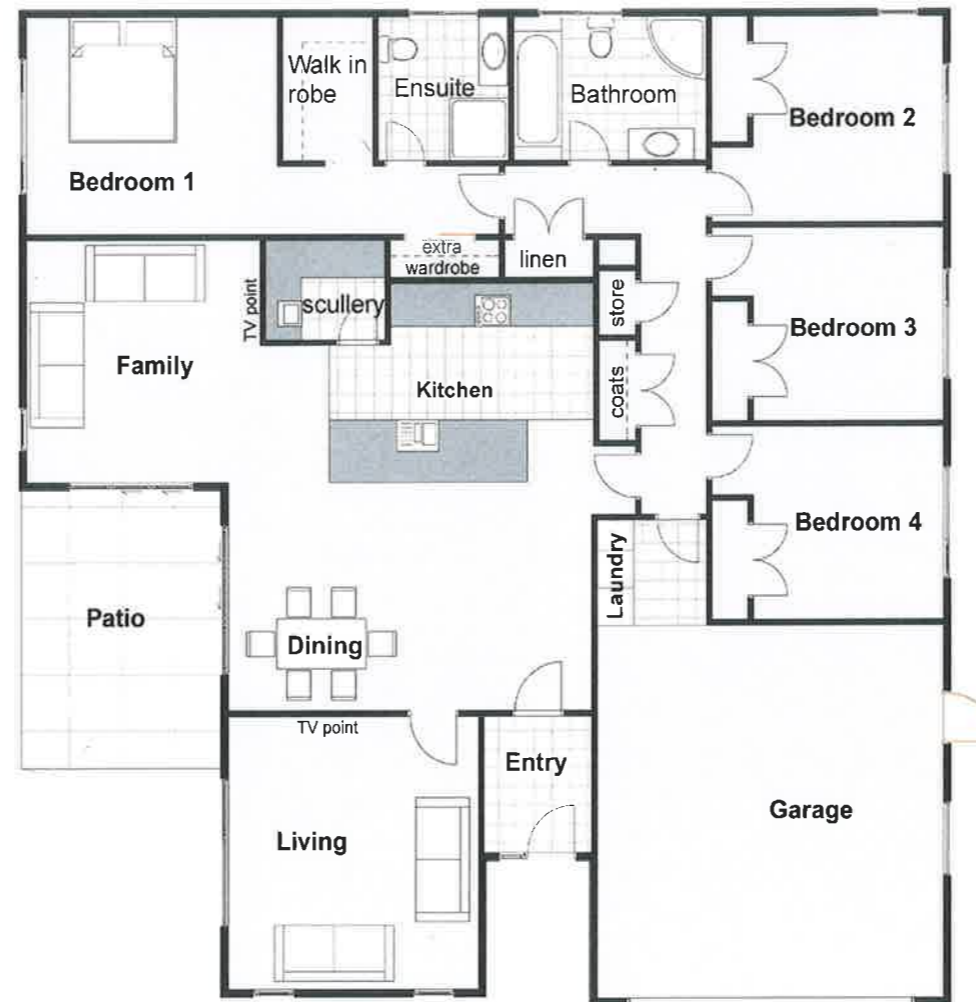 Walk in
robe
Ensuite
Bathroom
Bedroom 2
Bedroom 1
extra
wardrobe
linen
scullery
TV point
store
Bedroom 3
Family
Kitchen
coats
Bedroom 4
Laundry
Patio
Dining
TV point
Entry
Garage
Living